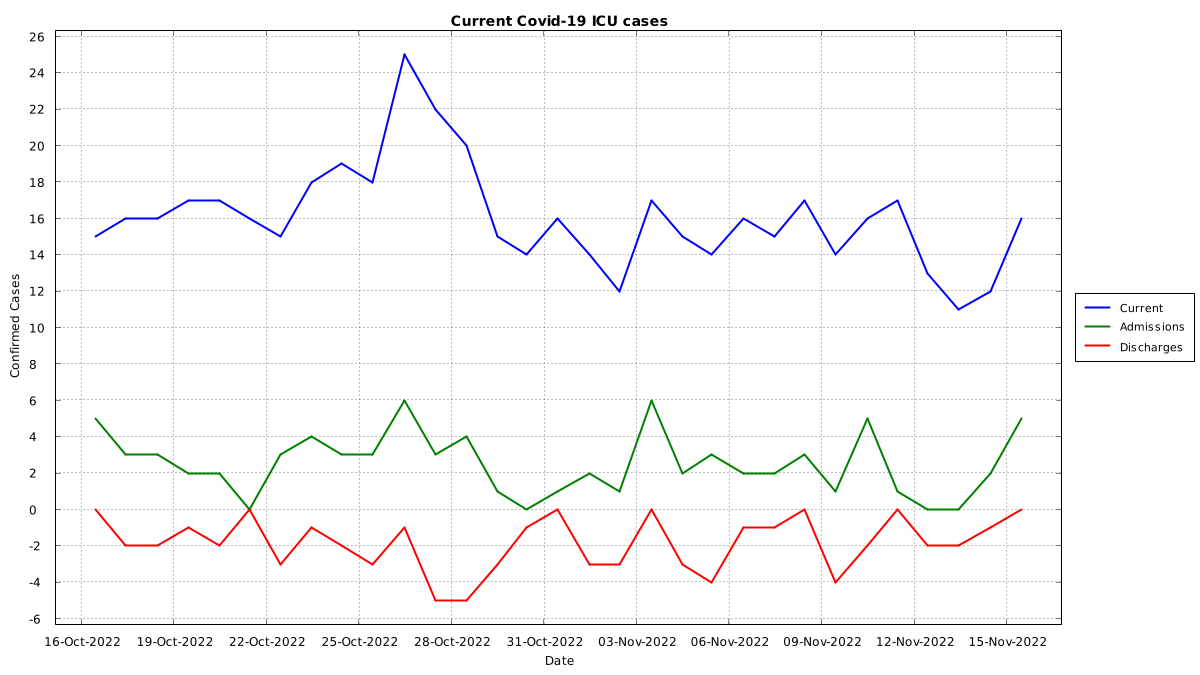 Current Covid-19 ICU cases
26
24
22
20
18
16
14
12
10
8
6
4
2
0
-2
-4
-6
Confirmed Cases
16-Oct-2022 19-Oct-2022 22-Oct-2022 25-Oct-2022 28-Oct-2022 31-Oct-2022 03-Nov-2022 06-Nov-2022 09-Nov-2022 12-Nov-2022 15-Nov-2022
Date
Current
Admissions
Discharges